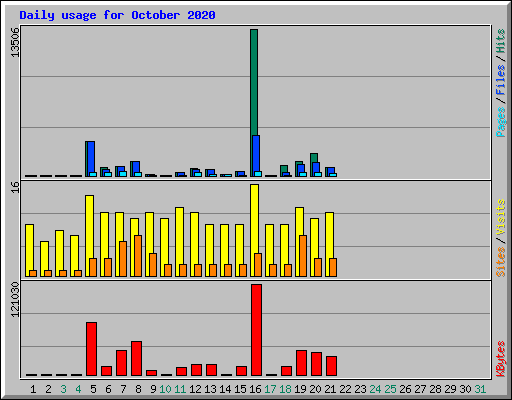 Daily usage for October 2020
13506
Pages/Files/Hits
16
Sites/Visits
121030
KBytes
1 2 3 4 5 6 7 8 9 10 11 12 13 14 15 16 17 18 19 20 21 22 23 24 25 26 27 28 29 30 31